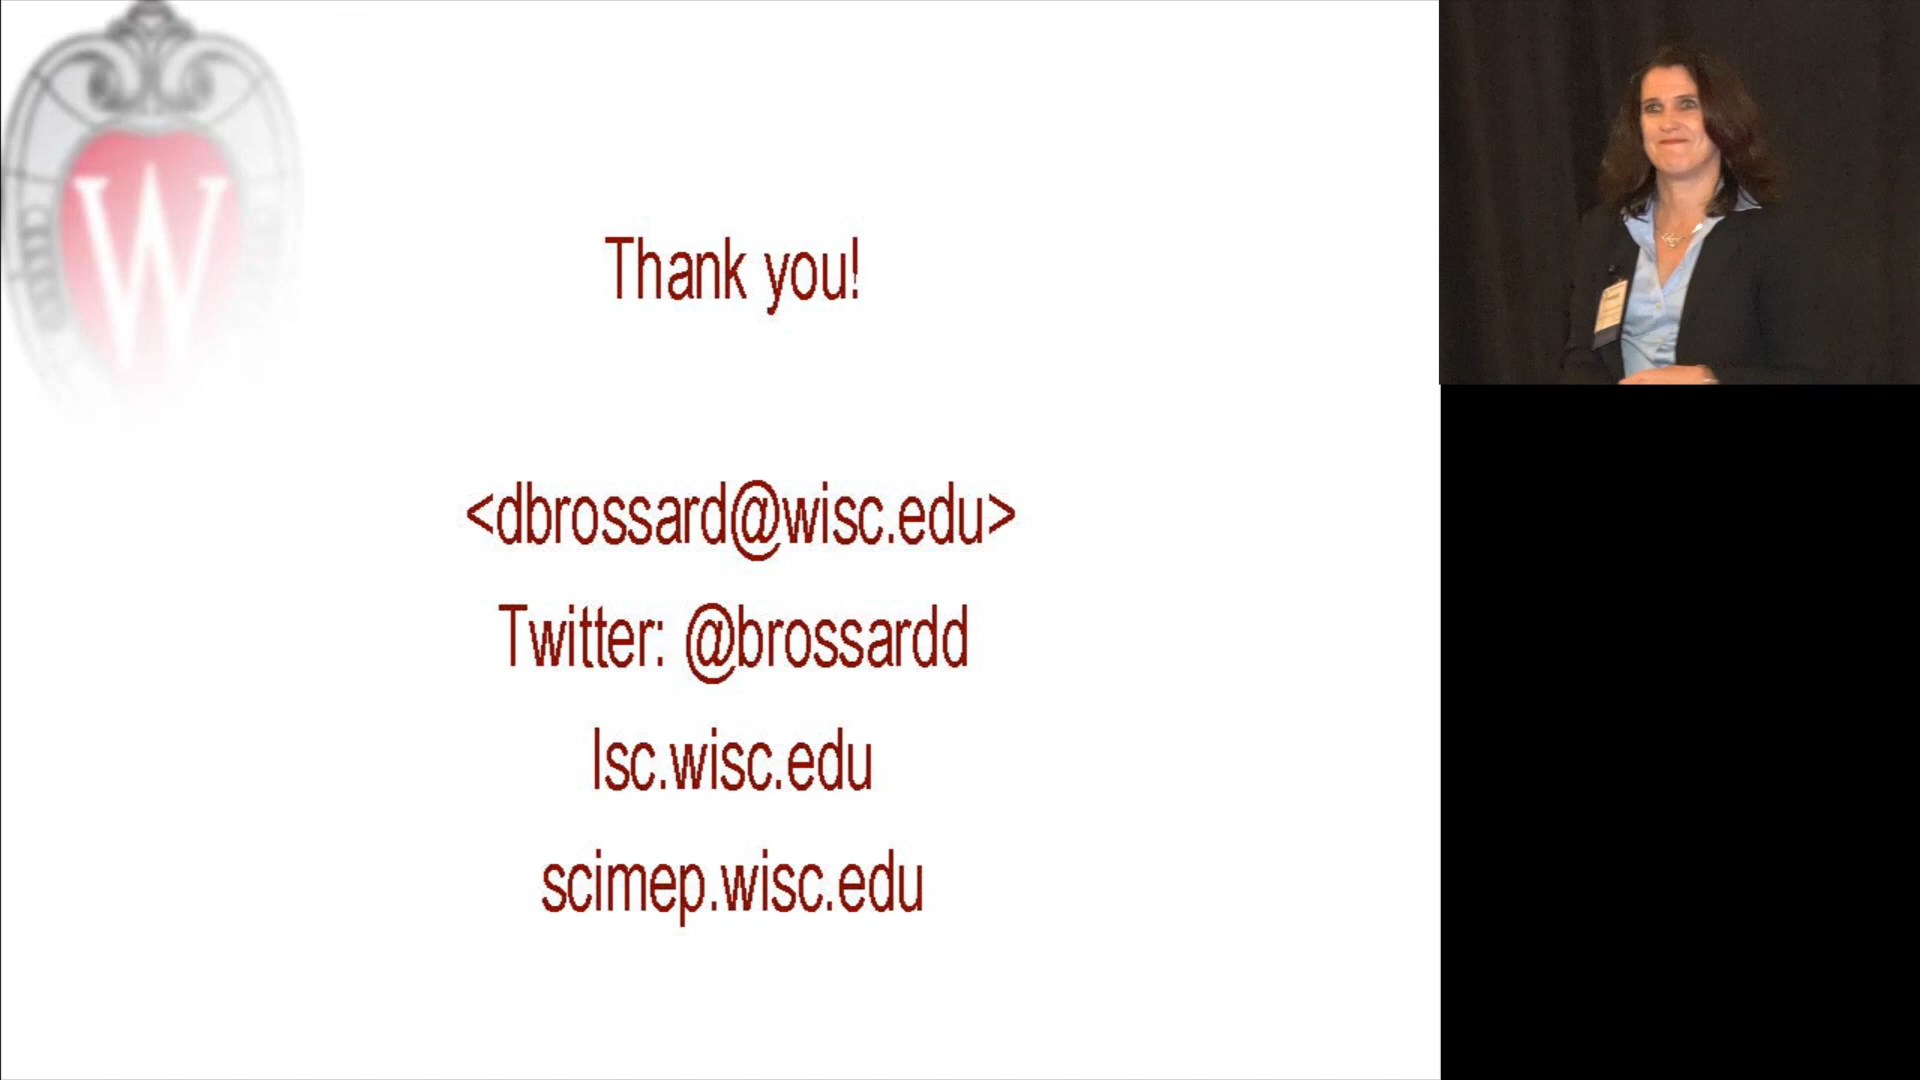 W
Thank you!
<dbrossard@wisc.edu>
Twitter: @brossardd
lsc.wisc.edu
scimep.wisc.edu